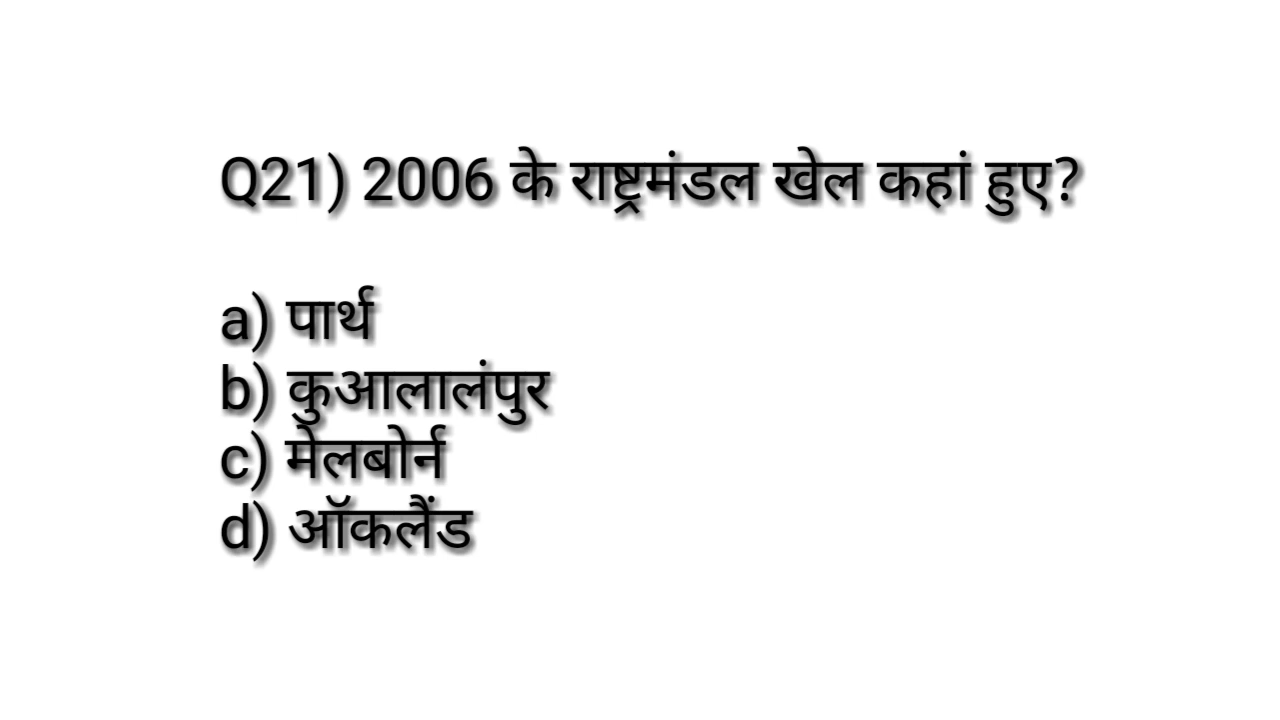 Q21) 2006 के राष्ट्रमंडल खेल कहां हुए?
a) पार्थ
b) कुआलालंपुर
c) मेलबोर्न
d) ऑकलैंड